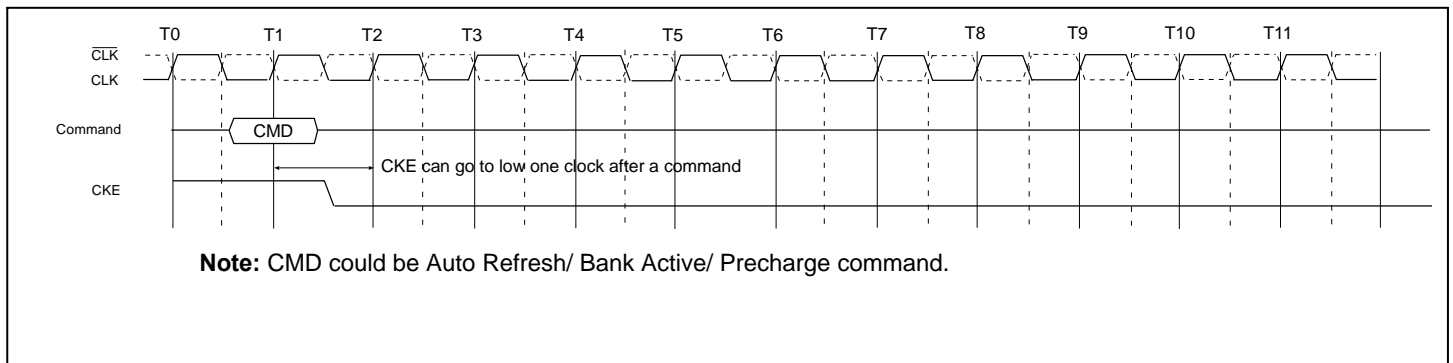 T0 T1 T2 T3 T4 T5 T6 T7 T8 T9 T10 T11
CLK
CLK
Command
CMD
CKE can go to low one clock after a command
CKE
Note: CMD could be Auto Refresh/ Bank Active/ Precharge command.